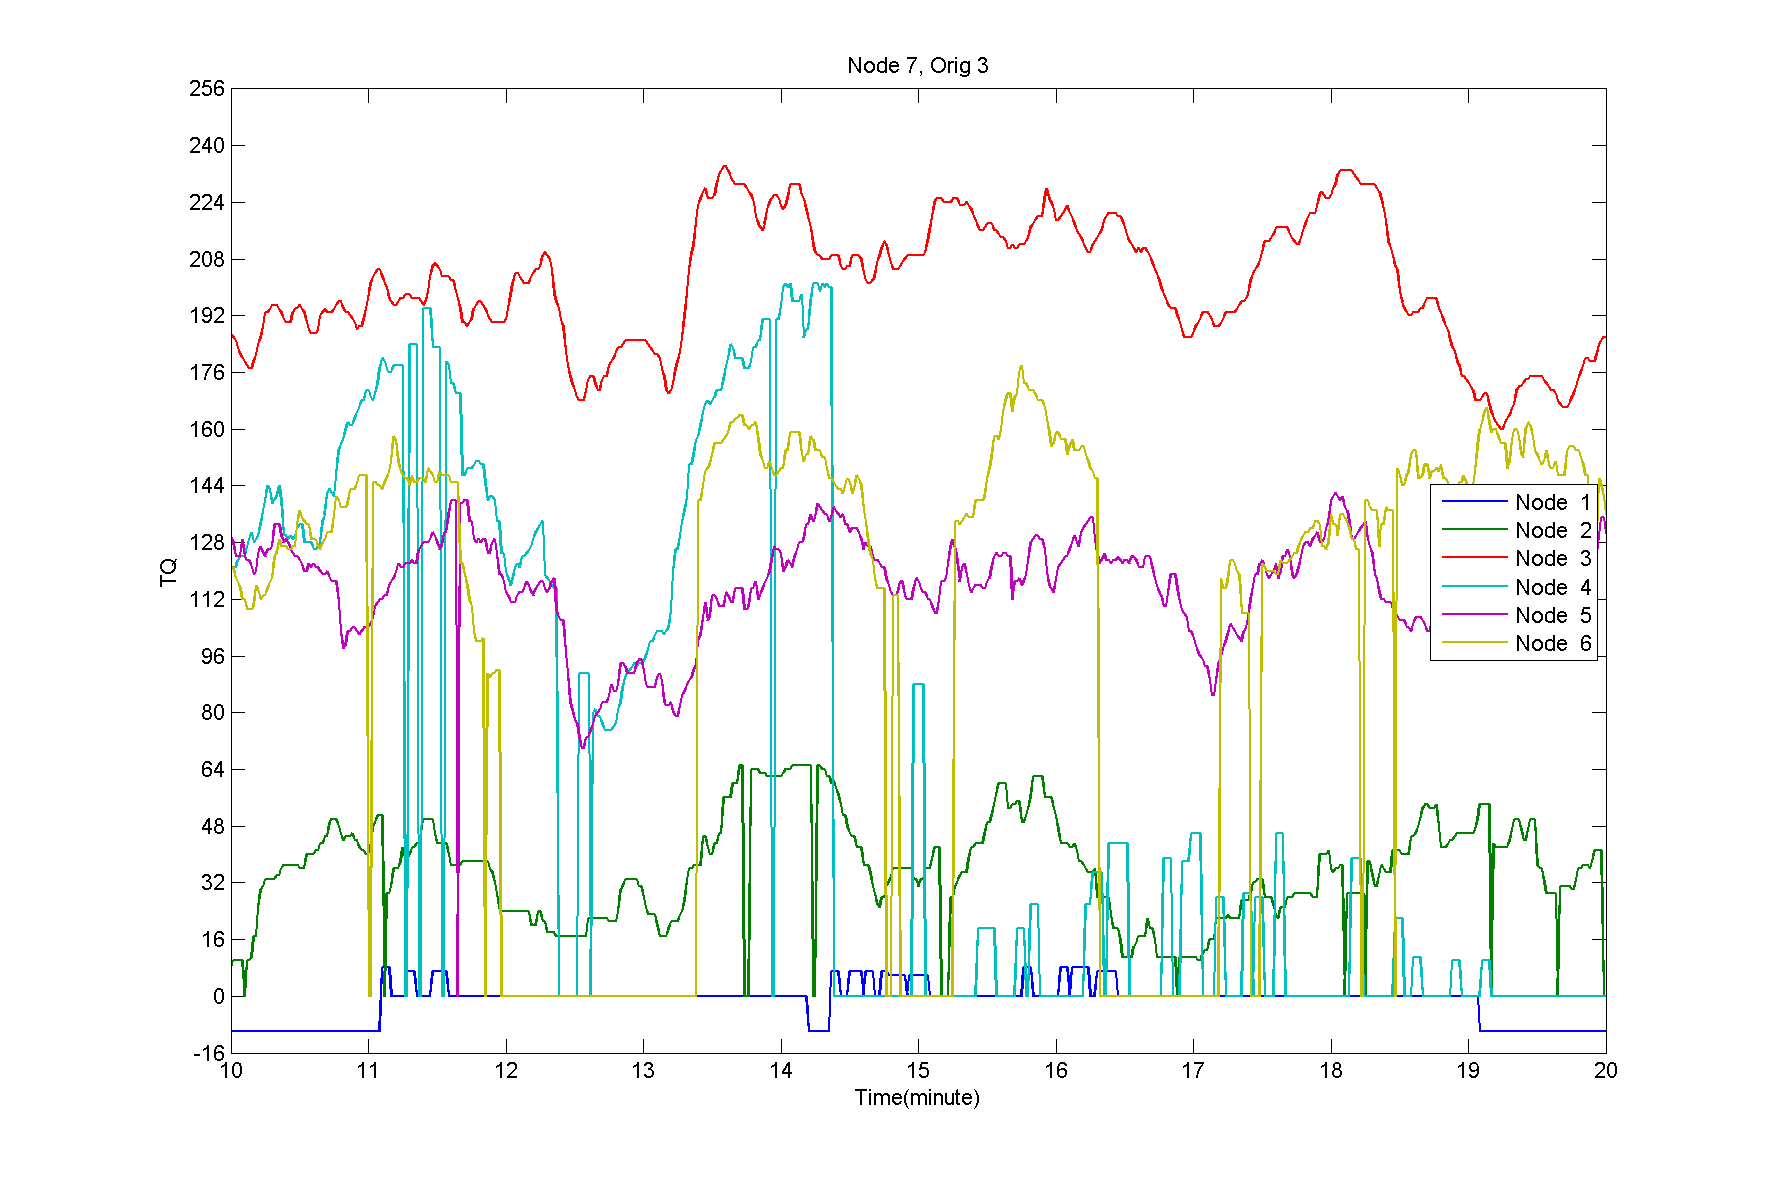 Node 7, Orig 3
256
240
224
208
192
176
160
144
128
112
96
80
64
48
32
16
0
-16
TQ
Node 1
Node 2
Node 3
Node 4
Node 5
Node 6
10 11 12 13 14 15 16 17 18 19 20
Time(minute)